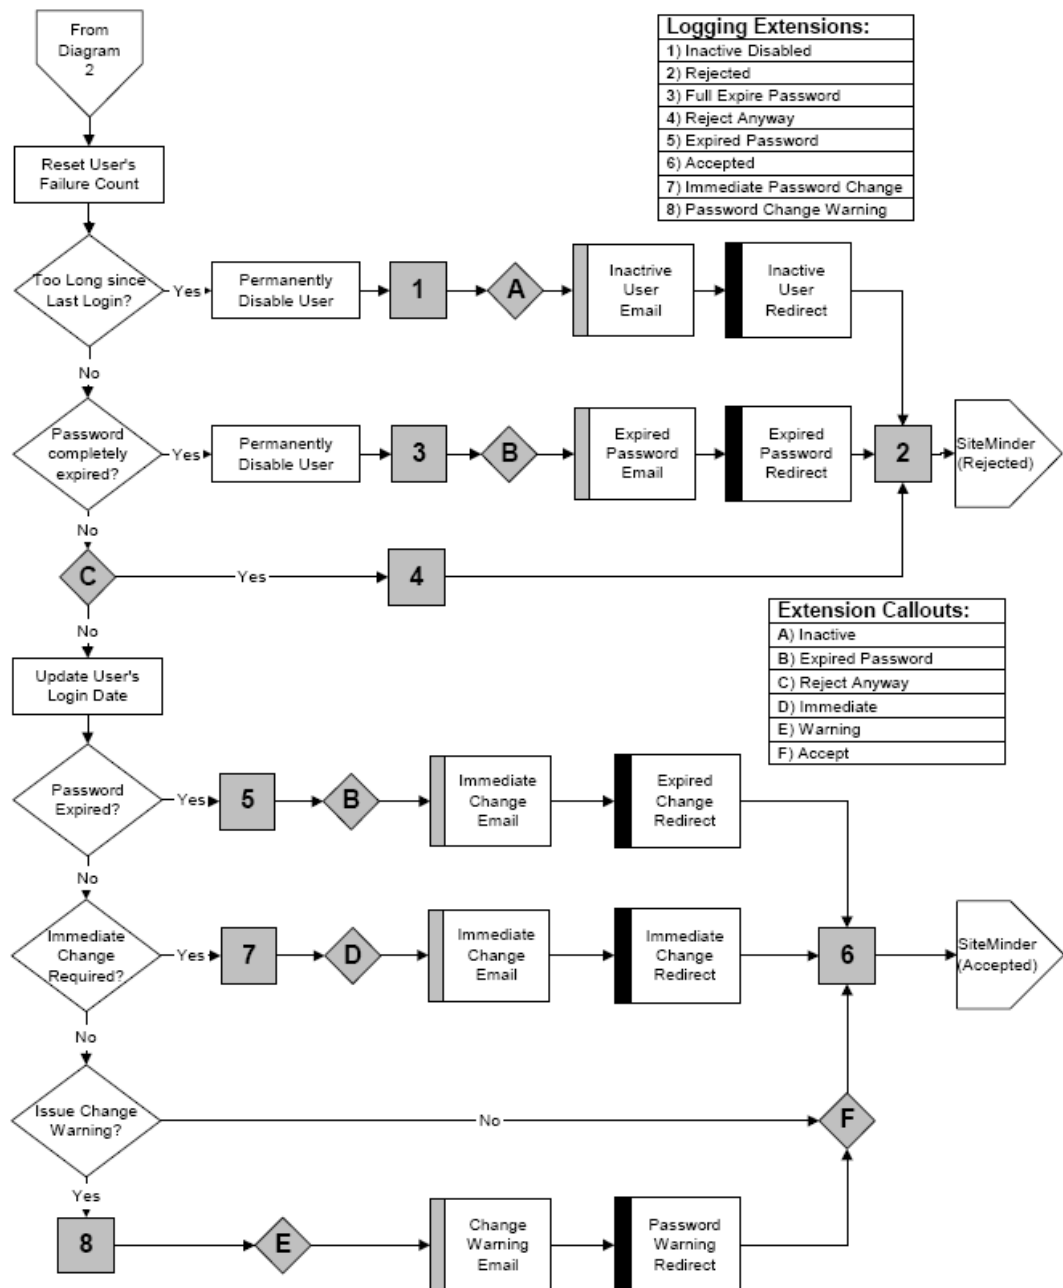 From
Diagram
2
Logging Extensions:
1) Inactive Disabled
2) Rejected
3) Full Expire Password
4) Reject Anyway
5) Expired Password
6) Accepted
7) Immediate Password Change
8) Password Change Warning
Reset User's
Failure Count
Too Long since
Last Login?
Yes
Permanently
Disable User
1
A
Inactrive
User
Email
Inactive
User
Redirect
No
Password
completely
expired?
Yes
Permanently
Disable User
3
B
Expired
Password
Email
Expired
Password
Redirect
2
SiteMinder
(Rejected)
No
C
Yes
4
No
Extension Callouts:
A) Inactive
B) Expired Password
C) Reject Anyway
D) Immediate
E) Warning
F) Accept
Update User's
Login Date
Password
Expired?
Yes
5
B
Immediate
Change
Email
Expired
Change
Redirect
No
Immediate
Change
Required?
Yes
7
D
Immediate
Change
Email
Immediate
Change
Redirect
6
SiteMinder
(Accepted)
No
Issue Change
Warning?
No
F
Yes
8
E
Change
Warning
Email
Password
Warning
Redirect